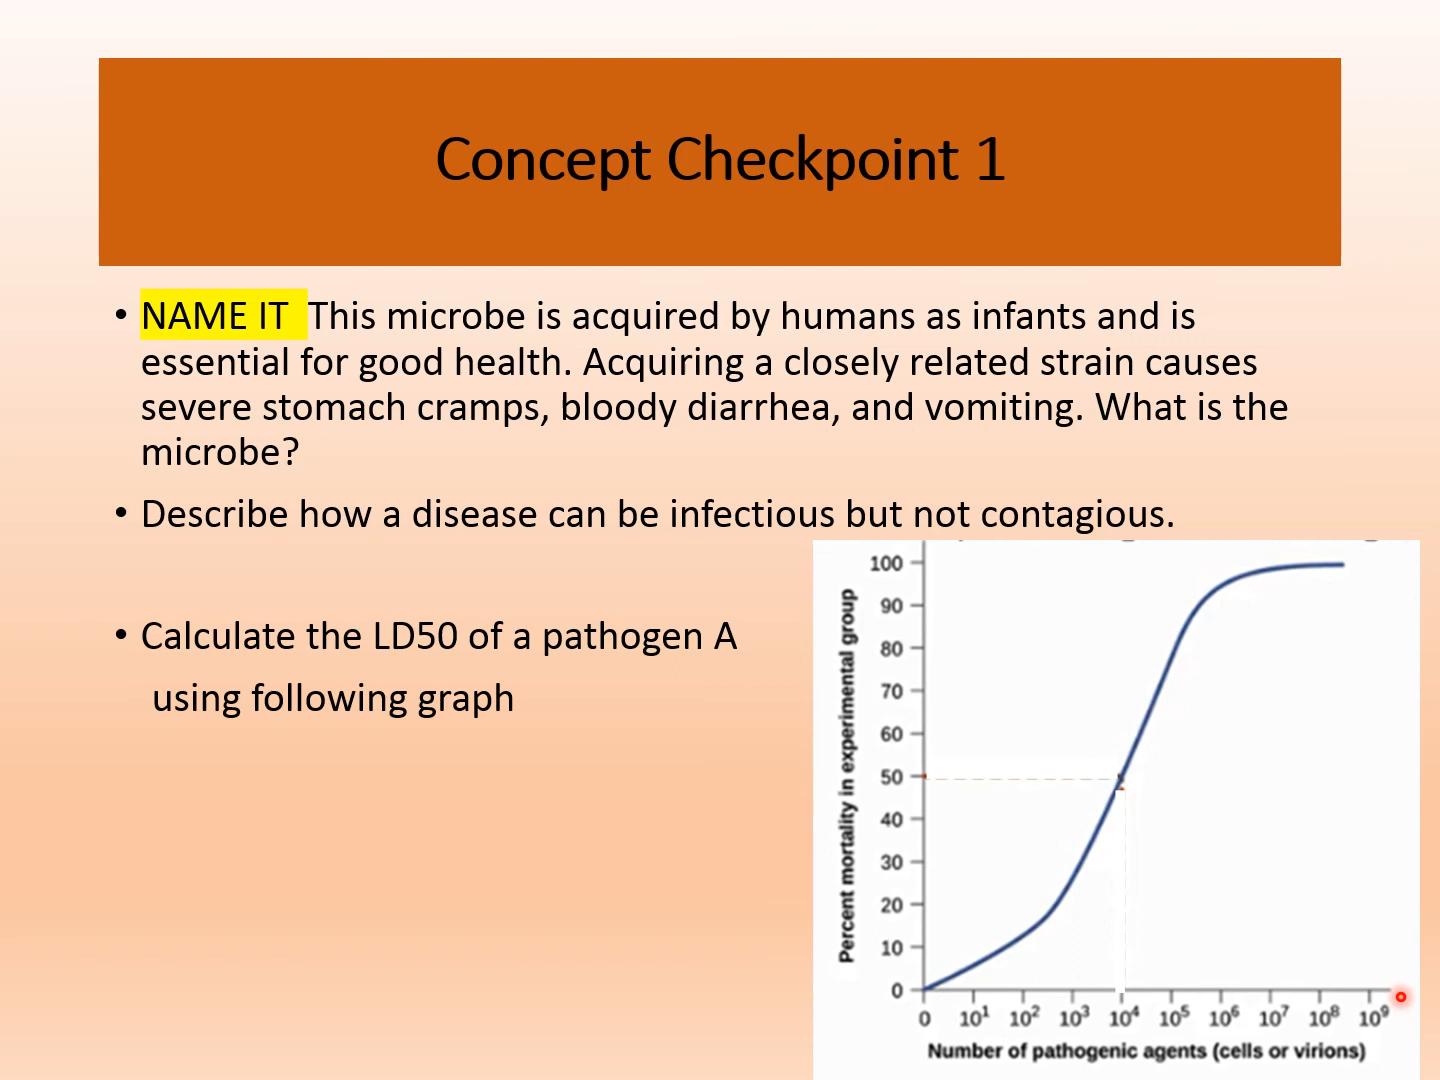 Concept Checkpoint 1
• NAME IT This microbe is acquired by humans as infants and is
essential for good health. Acquiring a closely related strain causes
severe stomach cramps, bloody diarrhea, and vomiting. What is the
microbe?
• Describe how a disease can be infectious but not contagious.
• Calculate the LD50 of a pathogen A
using following graph
Percent mortality in experimental group
100
90
80
70
60
50
40
30
20
10
0
0 10¹ 10² 10³ 10⁴ 10⁵ 10⁶ 10⁷ 10⁸ 10⁹
Number of pathogenic agents (cells or virions)